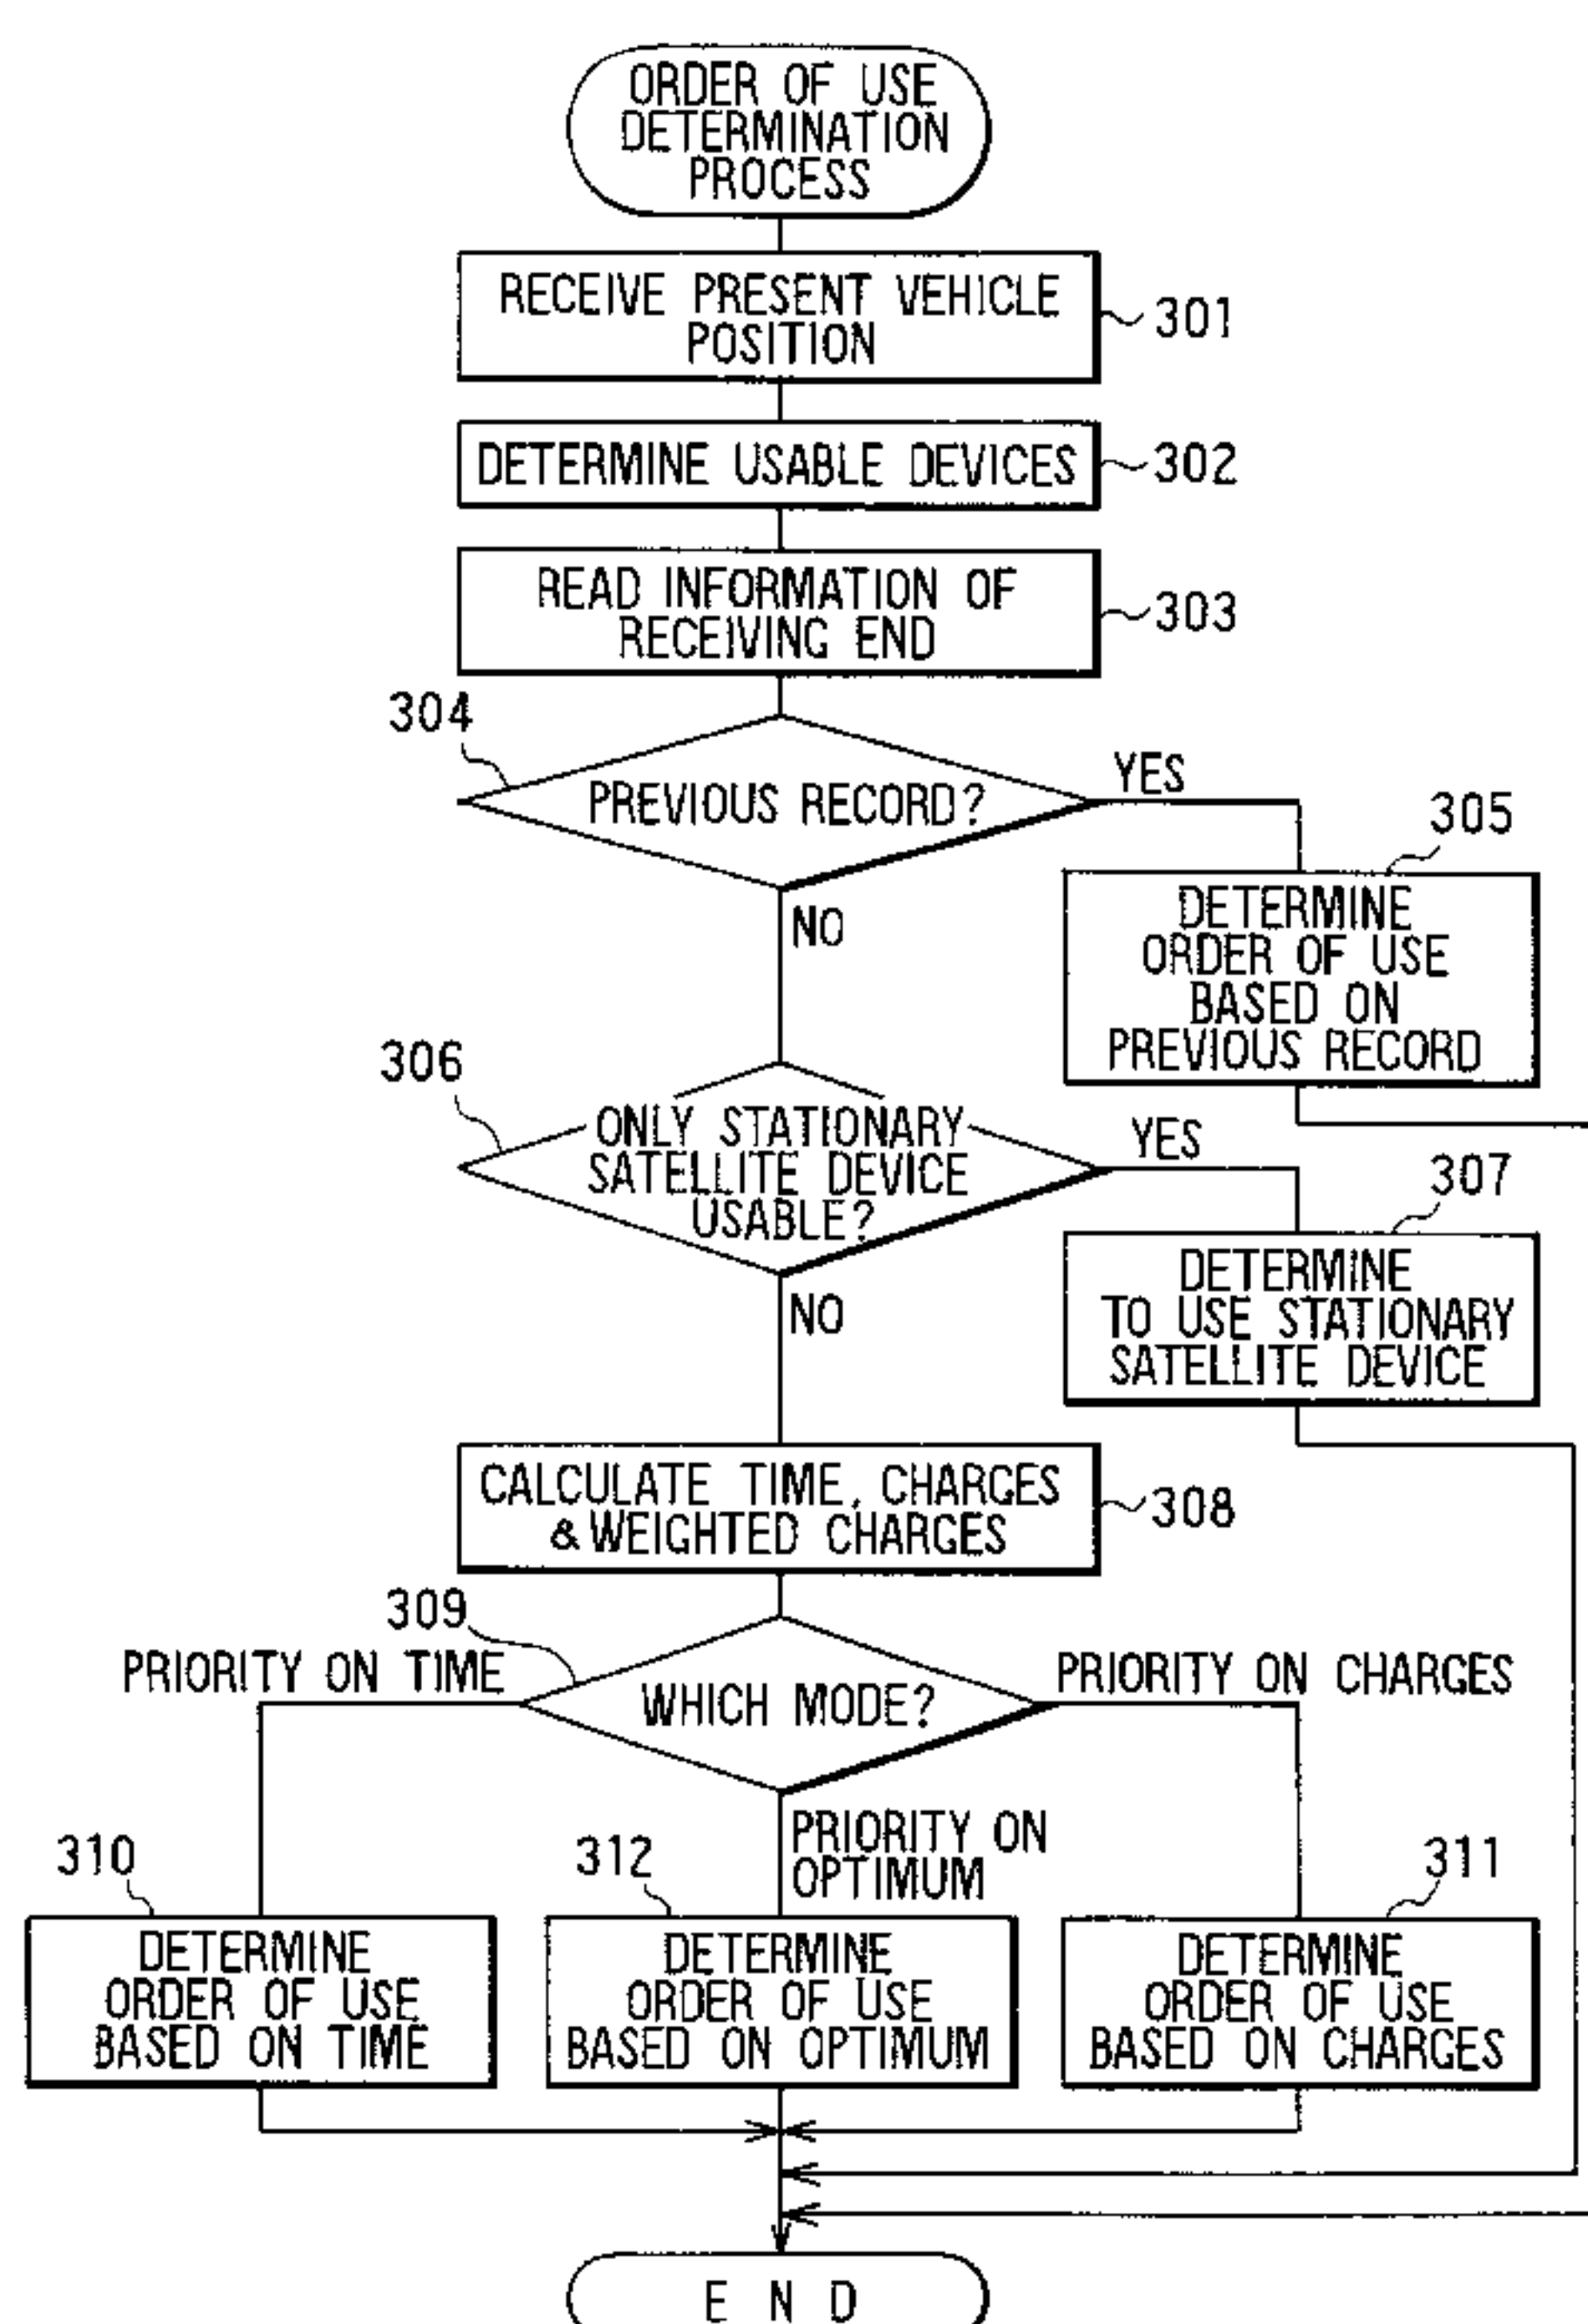 ORDER OF USE
DETERMINATION
PROCESS
RECEIVE PRESENT VEHICLE
POSITION
301
DETERMINE USABLE DEVICES
302
READ INFORMATION OF
RECEIVING END
303
304
PREVIOUS RECORD?
YES
NO
305
DETERMINE
ORDER OF USE
BASED ON
PREVIOUS RECORD
306
ONLY STATIONARY
SATELLITE DEVICE
USABLE?
YES
NO
307
DETERMINE
TO USE STATIONARY
SATELLITE DEVICE
CALCULATE TIME, CHARGES
& WEIGHTED CHARGES
308
309
WHICH MODE?
PRIORITY ON TIME
PRIORITY ON CHARGES
PRIORITY ON
OPTIMUM
310
DETERMINE
ORDER OF USE
BASED ON TIME
312
DETERMINE
ORDER OF USE
BASED ON OPTIMUM
311
DETERMINE
ORDER OF USE
BASED ON CHARGES
END